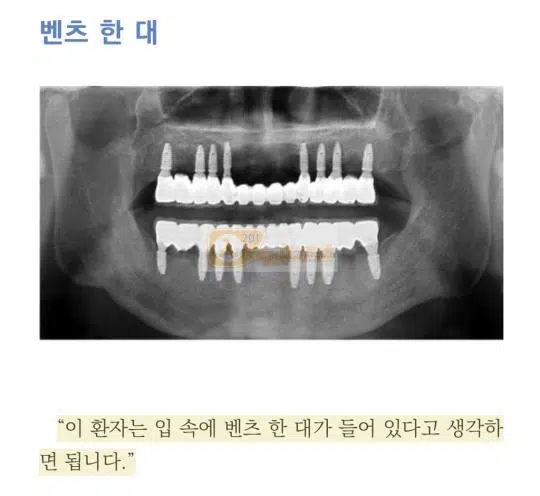 벤츠 한 대
201
“이 환자는 입 속에 벤츠 한 대가 들어 있다고 생각하
면 됩니다.”